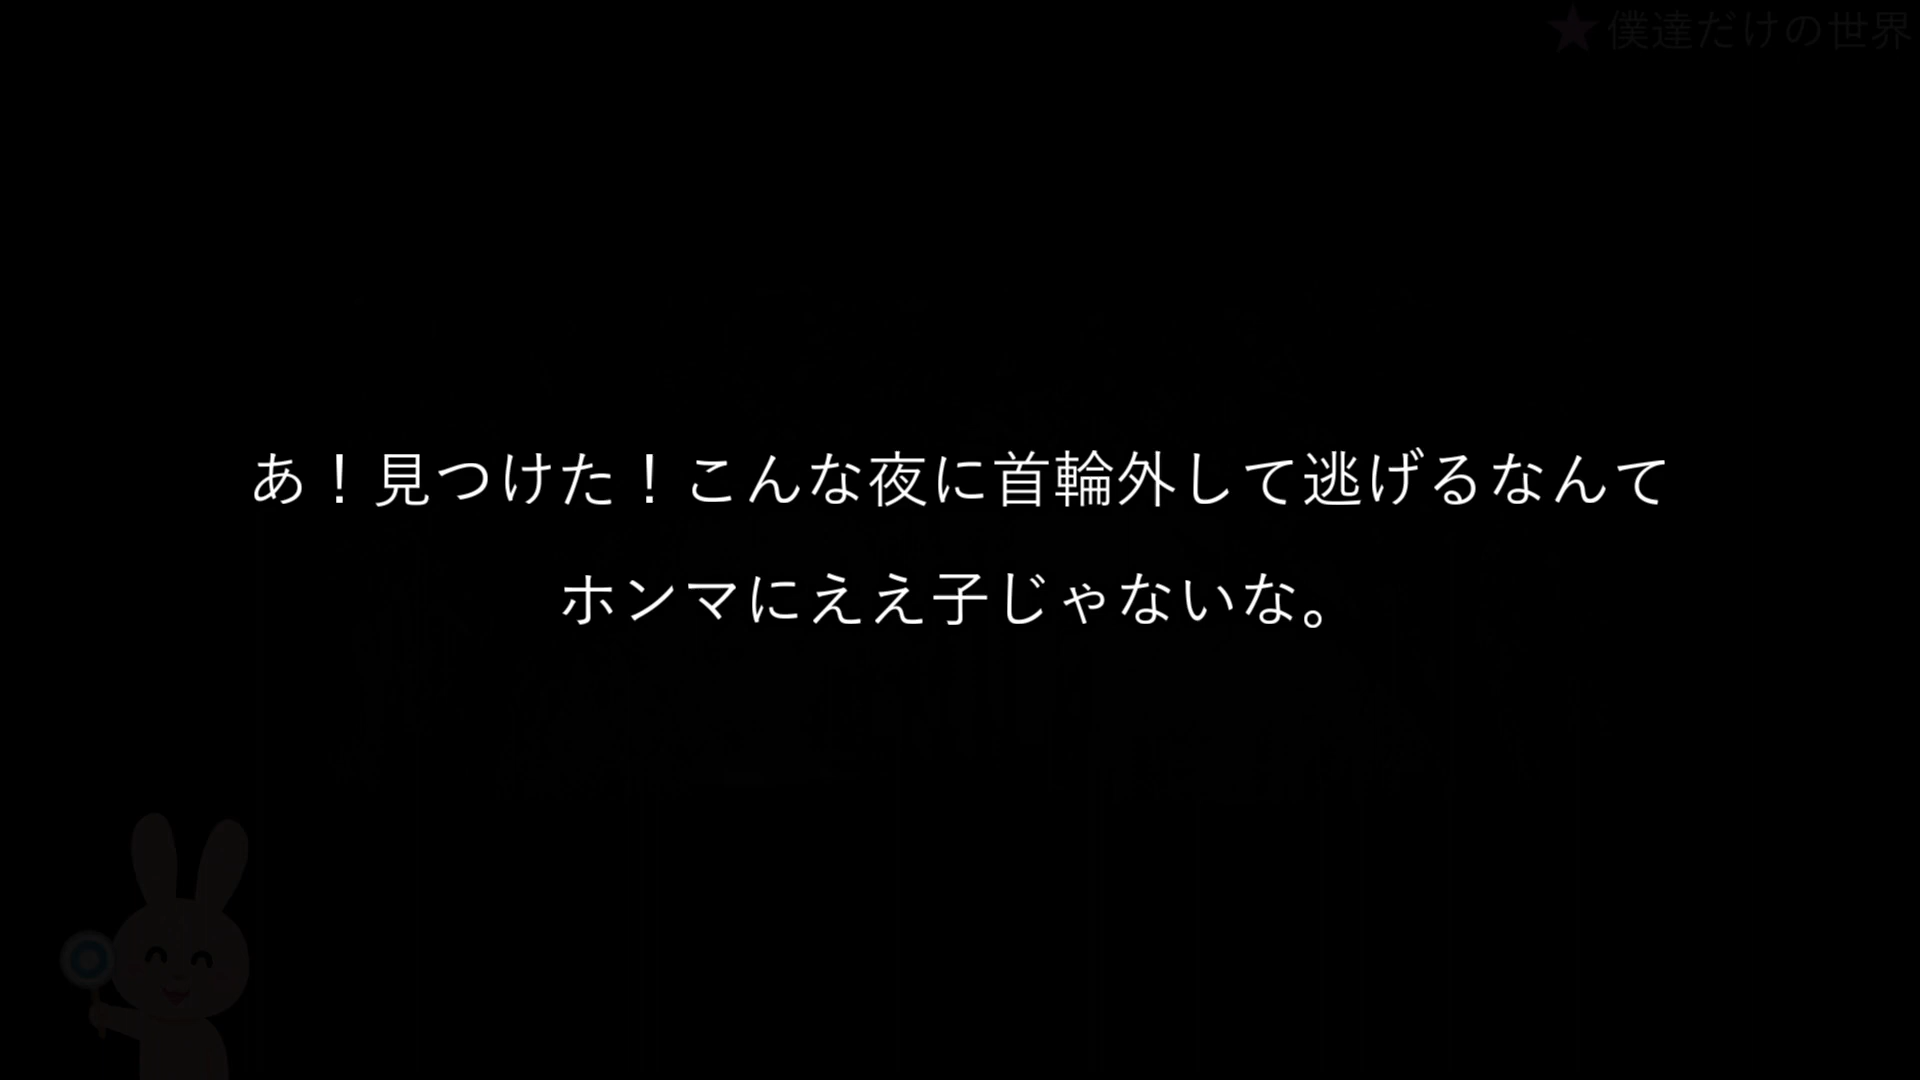 ★僕達だけの世界
あ！見つけた！こんな夜に首輪外して逃げるなんて
ホンマにええ子じゃないな。